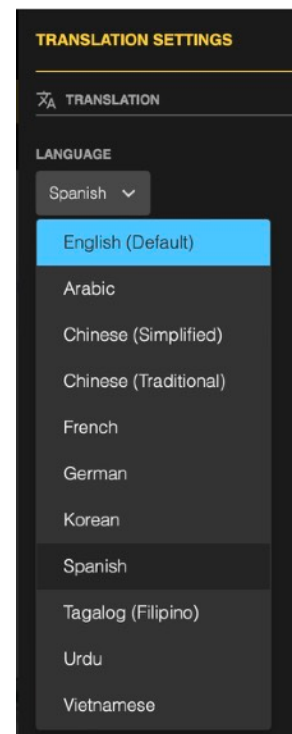 TRANSLATION SETTINGS
TRANSLATION
LANGUAGE
Spanish
English (Default)
Arabic
Chinese (Simplified)
Chinese (Traditional)
French
German
Korean
Spanish
Tagalog (Filipino)
Urdu
Vietnamese